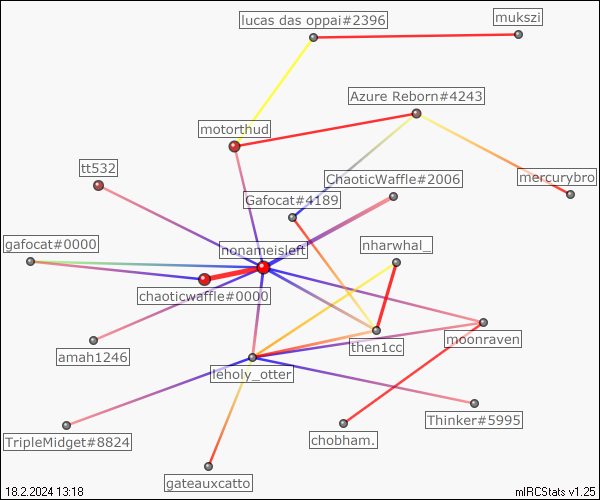 lucas das oppai#2396
mukszi
Azure Reborn#4243
motorthud
tt532
ChaoticWaffle#2006
mercurybro
Gafocat#4189
gafocat#0000
nonameisleft
nharwhal_
chaoticwaffle#0000
amah1246
then1cc
moonraven
leholy_otter
Thinker#5995
TripleMidget#8824
chobham.
gateauxcatto
18.2.2024 13:18
mIRCStats v1.25